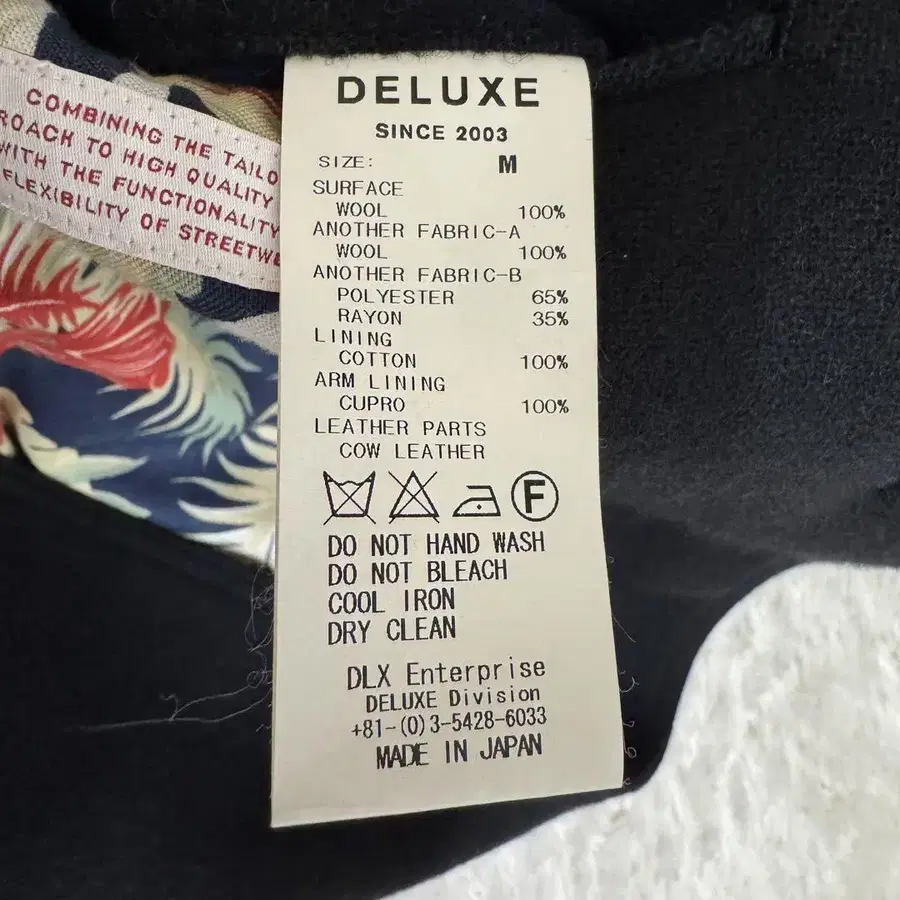 COMBINING THE TAILO
ROACH TO HIGH QUALITY
WITH THE FUNCTIONALITY
FLEXIBILITY OF STREETWE
DELUXE
SINCE 2003
SIZE: M
SURFACE
WOOL 100%
ANOTHER FABRIC-A
WOOL 100%
ANOTHER FABRIC-B
POLYESTER 65%
RAYON 35%
LINING
COTTON 100%
ARM LINING
CUPRO 100%
LEATHER PARTS
COW LEATHER
F
DO NOT HAND WASH
DO NOT BLEACH
COOL IRON
DRY CLEAN
DLX Enterprise
DELUXE Division
+81-(0)3-5428-6033
MADE IN JAPAN